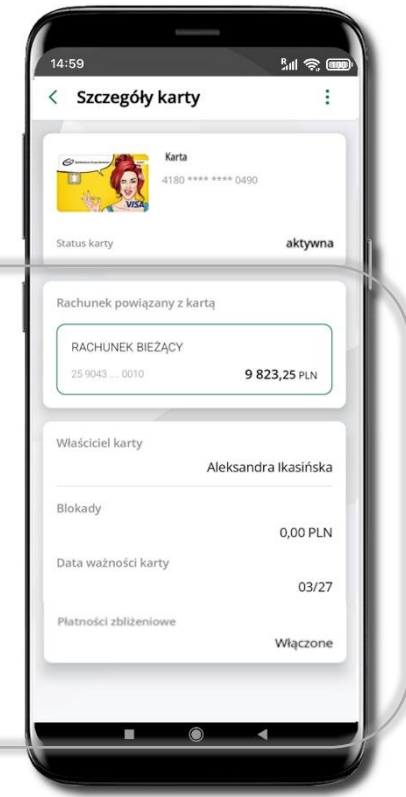 14:59
Szczegóły karty
Karta
4180 **** **** 0490
VISA
Status karty
aktywna
Rachunek powiązany z kartą
RACHUNEK BIEŻĄCY
25 9043 .... 0010
9 823,25 PLN
Właściciel karty
Aleksandra Ikasińska
Blokady
0,00 PLN
Data ważności karty
03/27
Płatności zbliżeniowe
Włączone